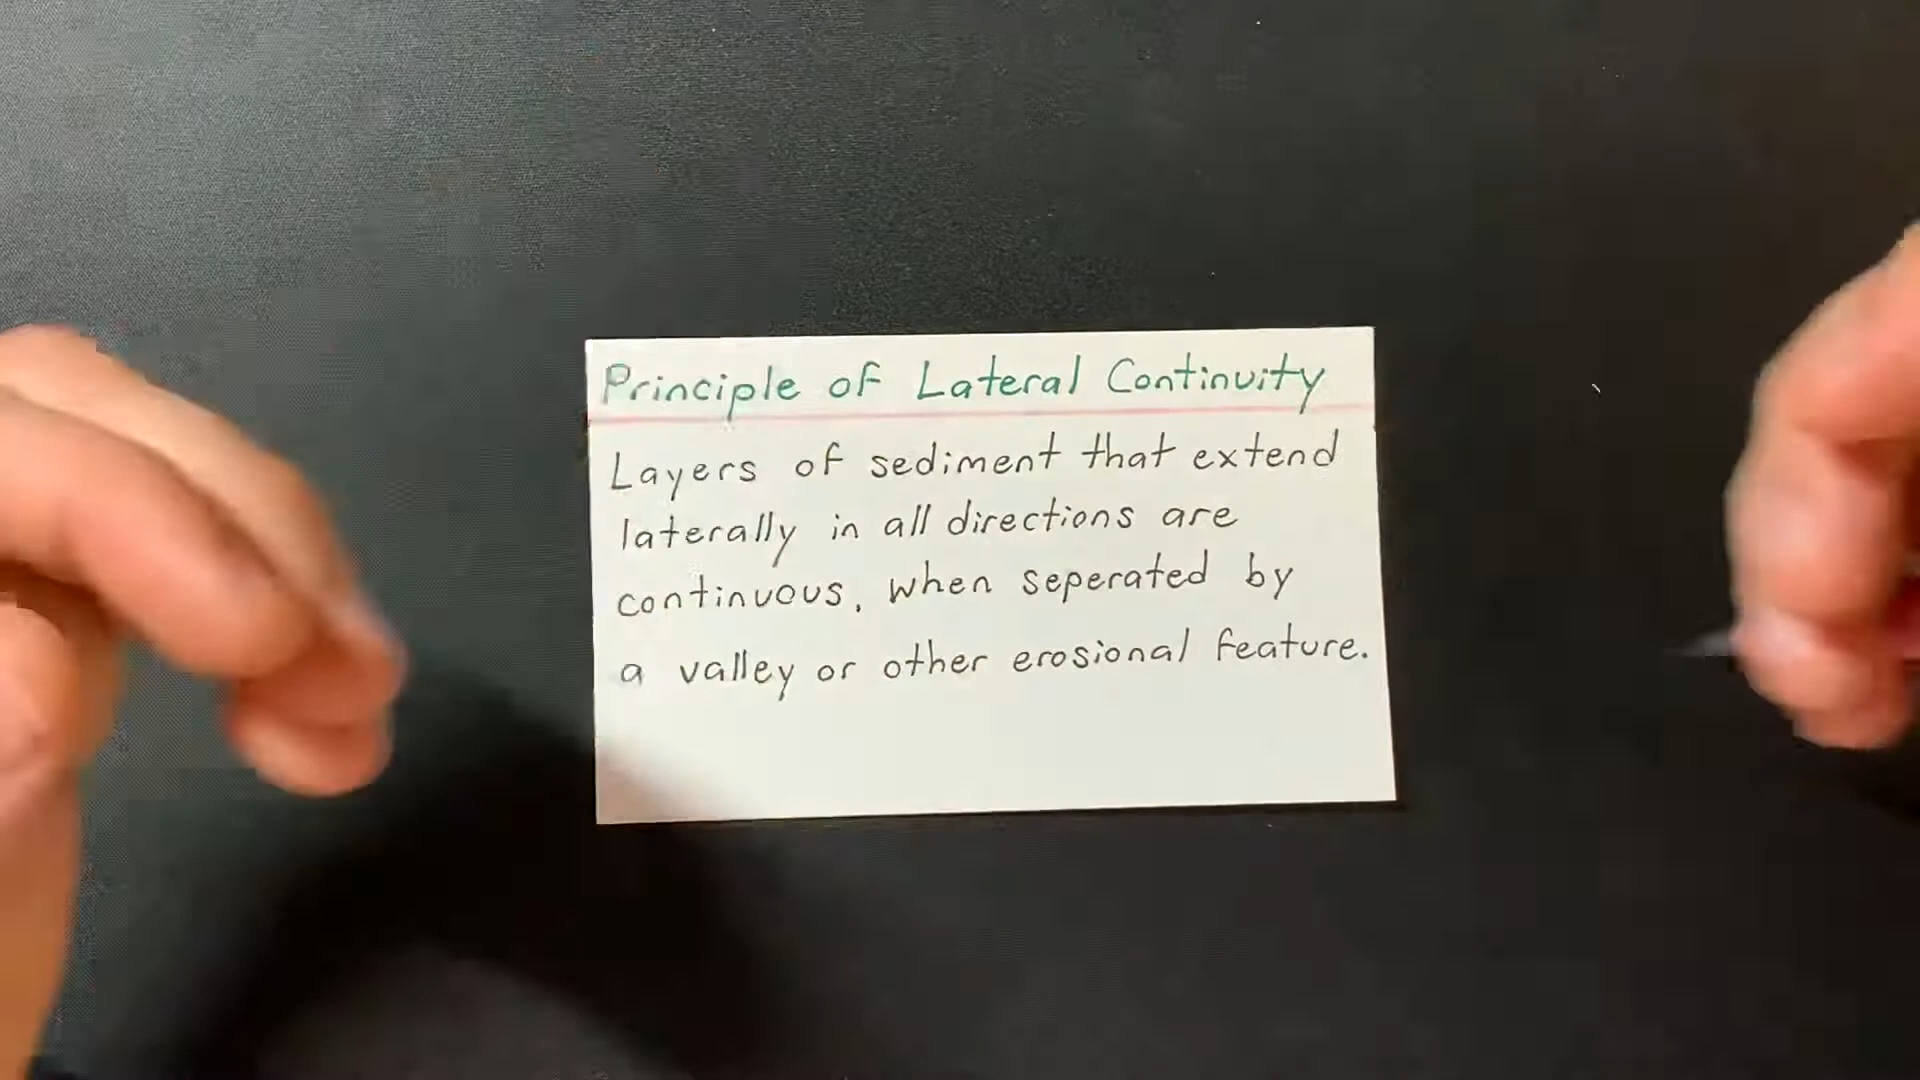 Principle of Lateral Continuity
Layers of sediment that extend
laterally in all directions are
continuous, when seperated by
a valley or other erosional feature.